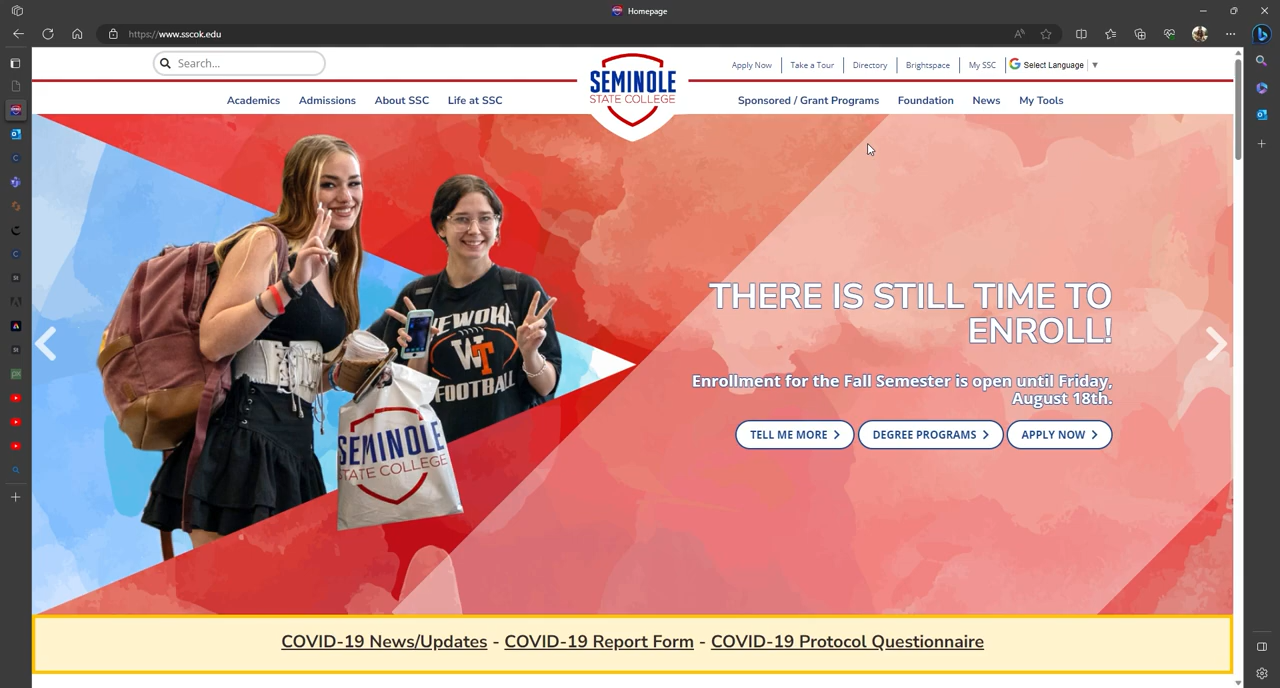 Homepage
https://www.sscok.edu
Search...
Apply Now
Take a Tour
Directory
Brightspace
My SSC
Select Language
SEMINOLE
STATE COLLEGE
Academics
Admissions
About SSC
Life at SSC
Sponsored / Grant Programs
Foundation
News
My Tools
THERE IS STILL TIME TO
ENROLL!
Enrollment for the Fall Semester is open until Friday,
August 18th.
TELL ME MORE
DEGREE PROGRAMS
APPLY NOW
WT
FOOTBALL
SEMINOLE
STATE COLLEGE
COVID-19 News/Updates - COVID-19 Report Form - COVID-19 Protocol Questionnaire